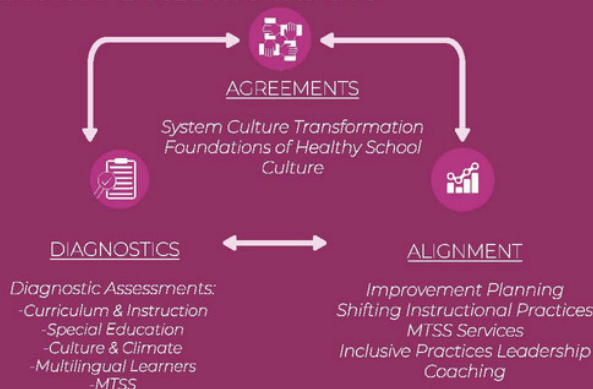 AGREEMENTS
System Culture Transformation
Foundations of Healthy School
Culture
DIAGNOSTICS
Diagnostic Assessments:
-Curriculum & Instruction
-Special Education
-Culture & Climate
-Multilingual Learners
-MTSS
ALIGNMENT
Improvement Planning
Shifting Instructional Practices
MTSS Services
Inclusive Practices Leadership
Coaching